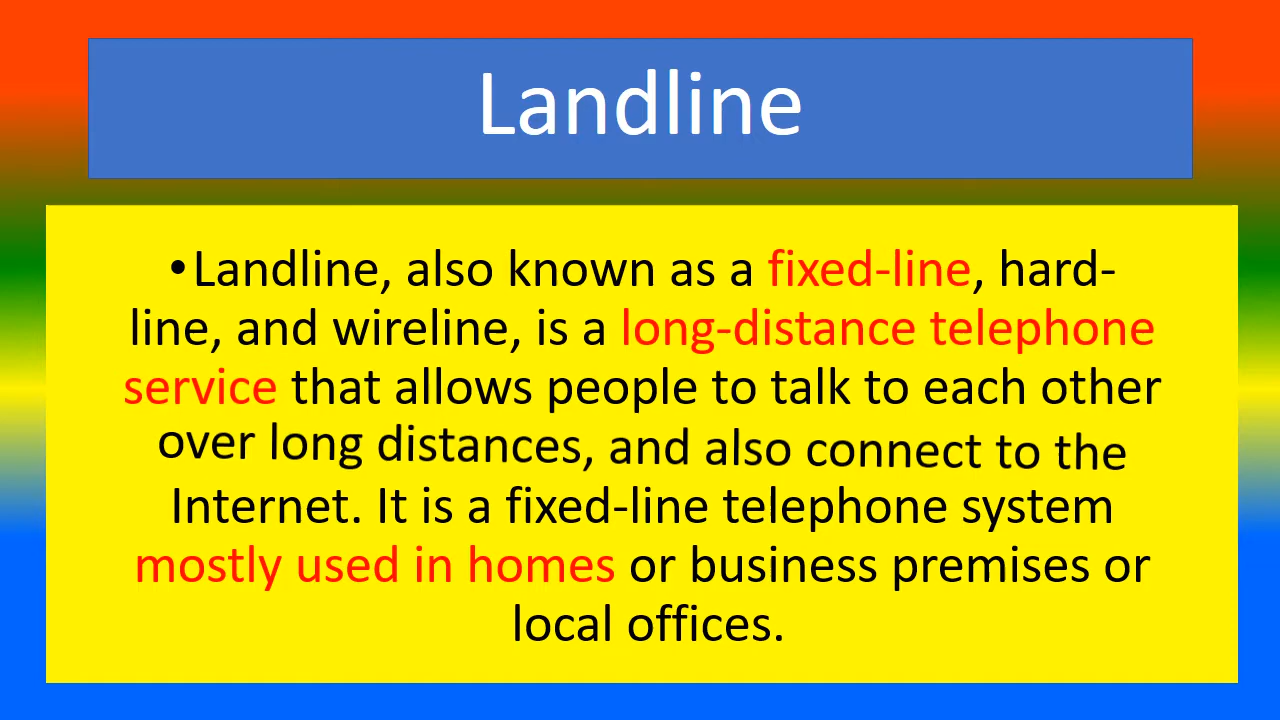 Landline
•Landline, also known as a fixed-line, hard-
line, and wireline, is a long-distance telephone
service that allows people to talk to each other
over long distances, and also connect to the
Internet. It is a fixed-line telephone system
mostly used in homes or business premises or
local offices.